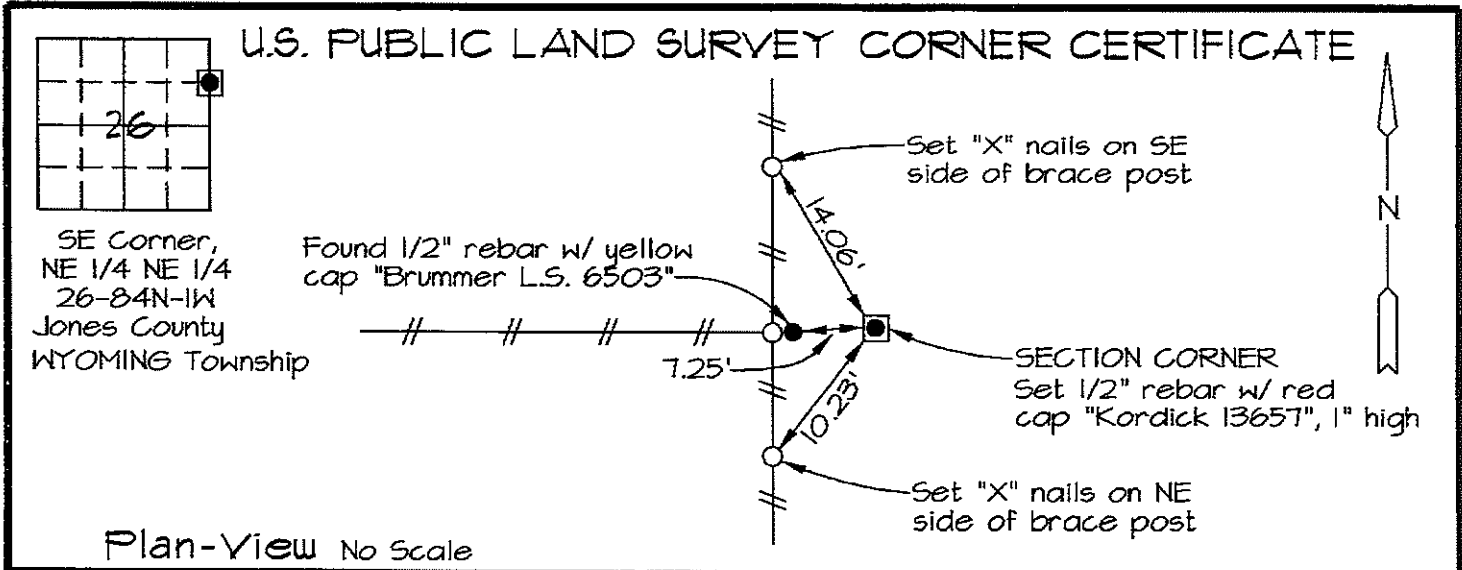 U.S. PUBLIC LAND SURVEY CORNER CERTIFICATE
26
SE Corner,
NE 1/4 NE 1/4
26-84N-1W
Jones County
WYOMING Township
Set "X" nails on SE
side of brace post
14.06'
N
Found 1/2" rebar w/ yellow
cap "Brummer L.S. 6503"
7.25'
SECTION CORNER
Set 1/2" rebar w/ red
cap "Kordick 13657", 1" high
10.23'
Set "X" nails on NE
side of brace post
Plan-View No Scale